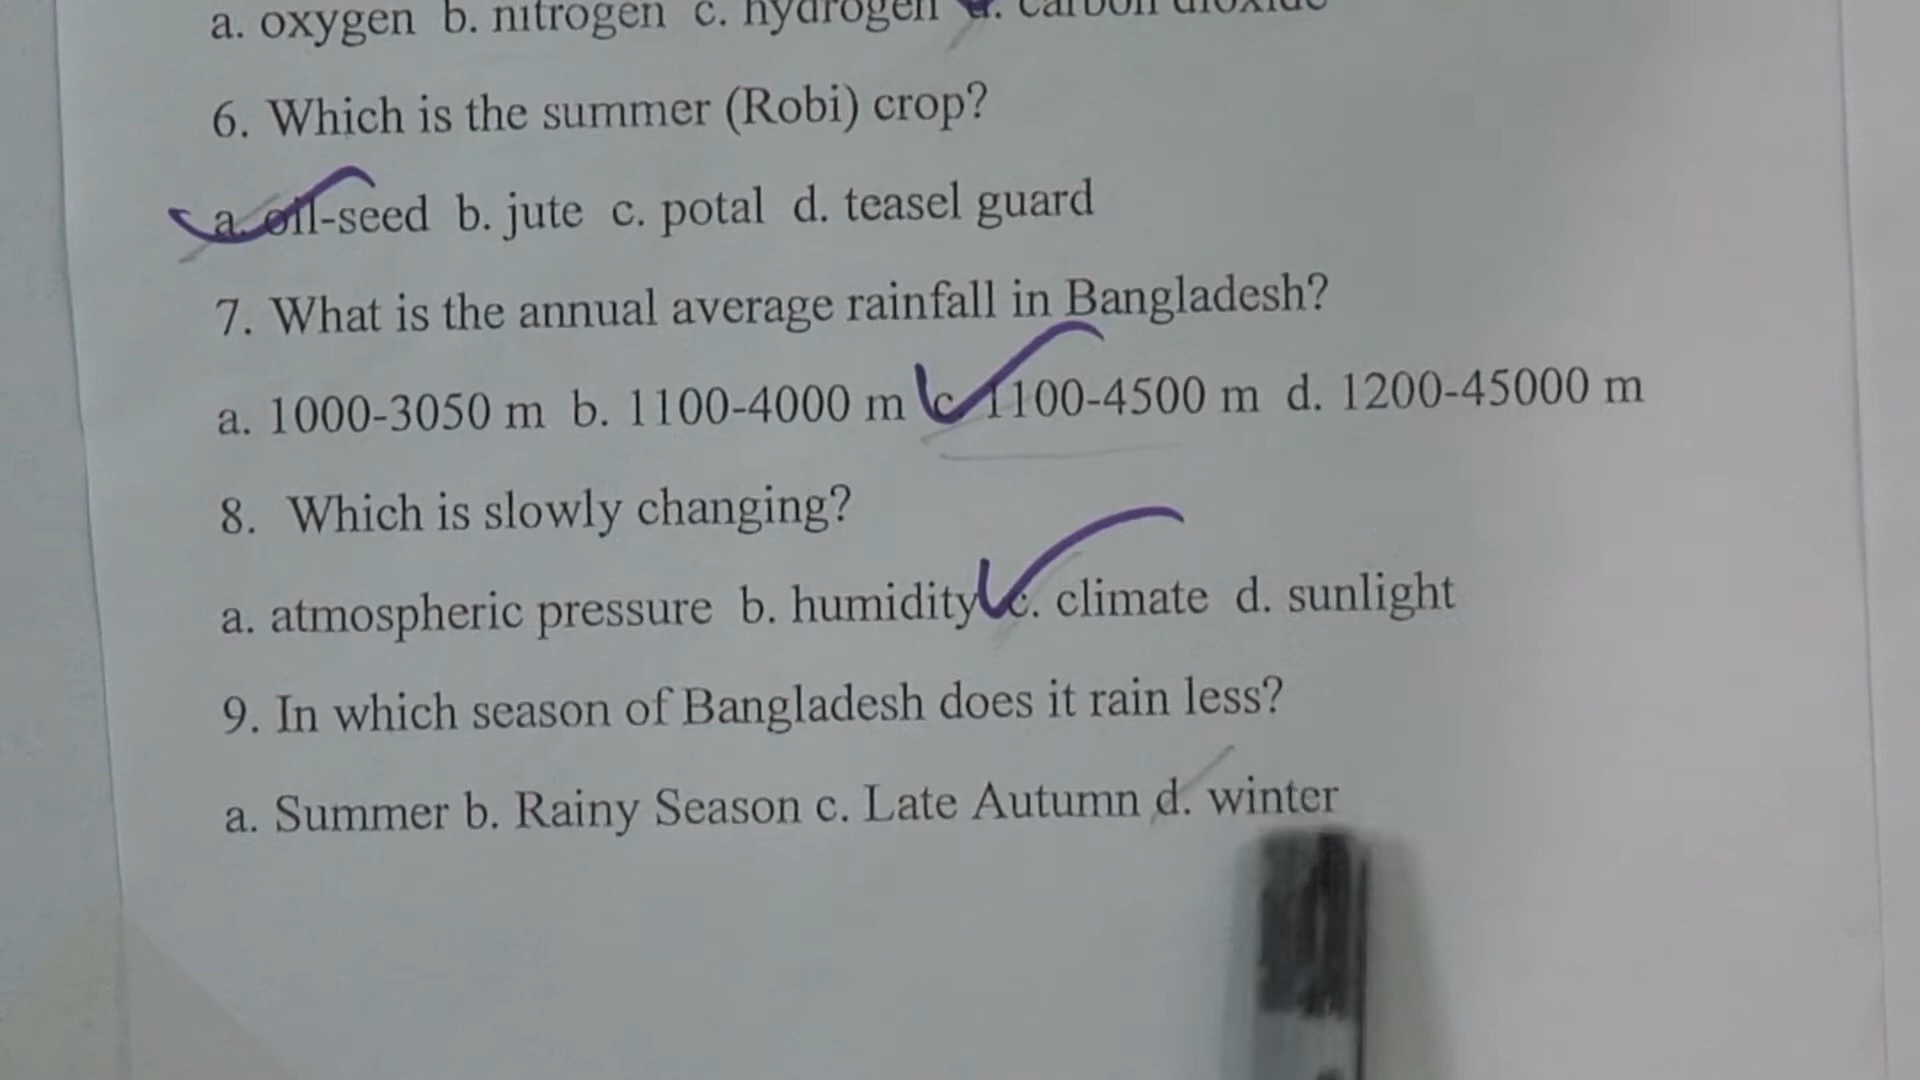 a. oxygen b. nitrogen c. hydrogen d. carbon dioxide
6. Which is the summer (Robi) crop?
a. oil-seed b. jute c. potal d. teasel guard
7. What is the annual average rainfall in Bangladesh?
a. 1000-3050 m b. 1100-4000 m c. 1100-4500 m d. 1200-45000 m
8. Which is slowly changing?
a. atmospheric pressure b. humidity c. climate d. sunlight
9. In which season of Bangladesh does it rain less?
a. Summer b. Rainy Season c. Late Autumn d. winter